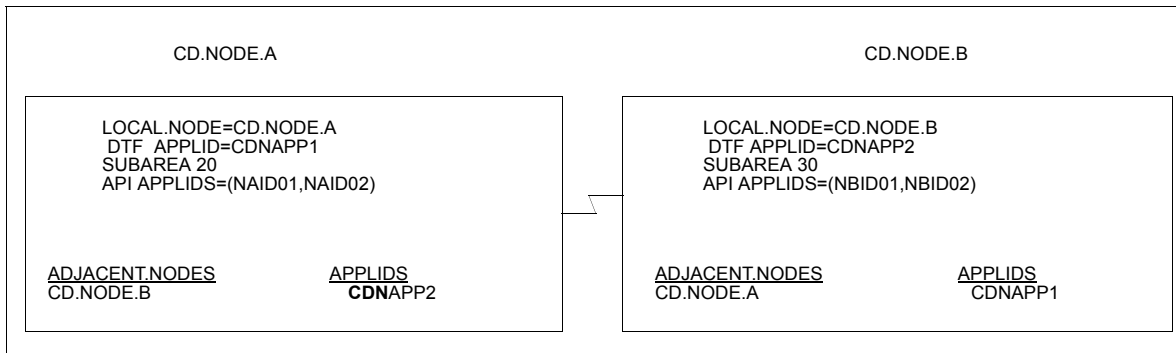 CD.NODE.A
CD.NODE.B
LOCAL.NODE=CD.NODE.A
DTF APPLID=CDNAPP1
SUBAREA 20
API APPLIDS=(NAID01,NAID02)
ADJACENT.NODES APPLIDS
CD.NODE.B CDNAPP2
LOCAL.NODE=CD.NODE.B
DTF APPLID=CDNAPP2
SUBAREA 30
API APPLIDS=(NBID01,NBID02)
ADJACENT.NODES APPLIDS
CD.NODE.A CDNAPP1